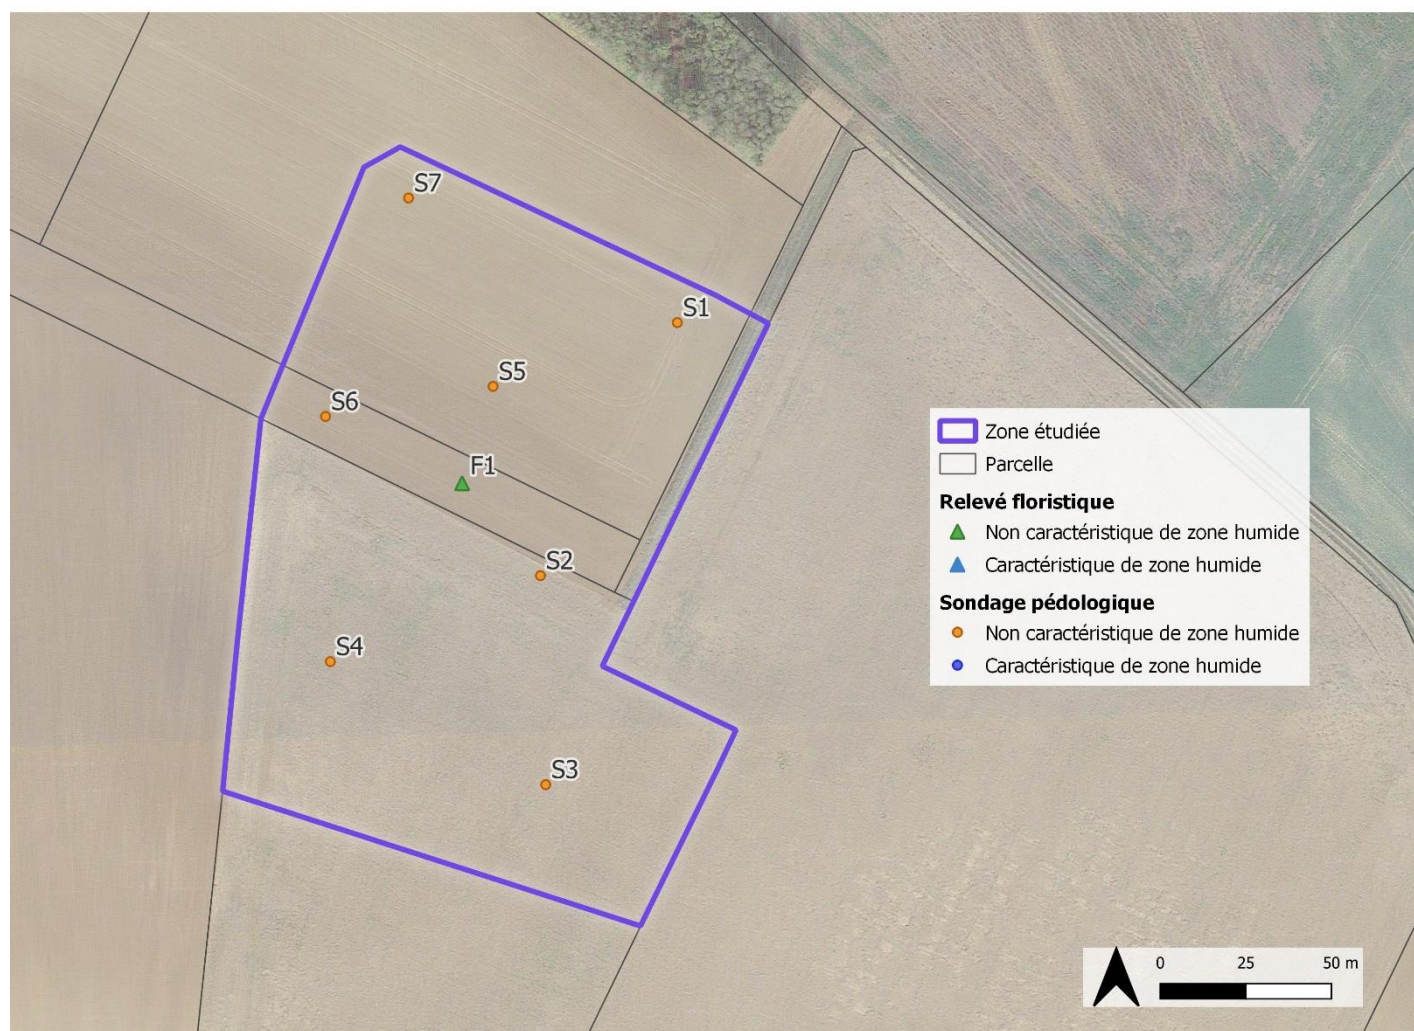 S7
S1
S5
S6
F1
S2
S4
S3
Zone étudiée
Parcelle
Relevé floristique
Non caractéristique de zone humide
Caractéristique de zone humide
Sondage pédologique
Non caractéristique de zone humide
Caractéristique de zone humide
0 25 50 m